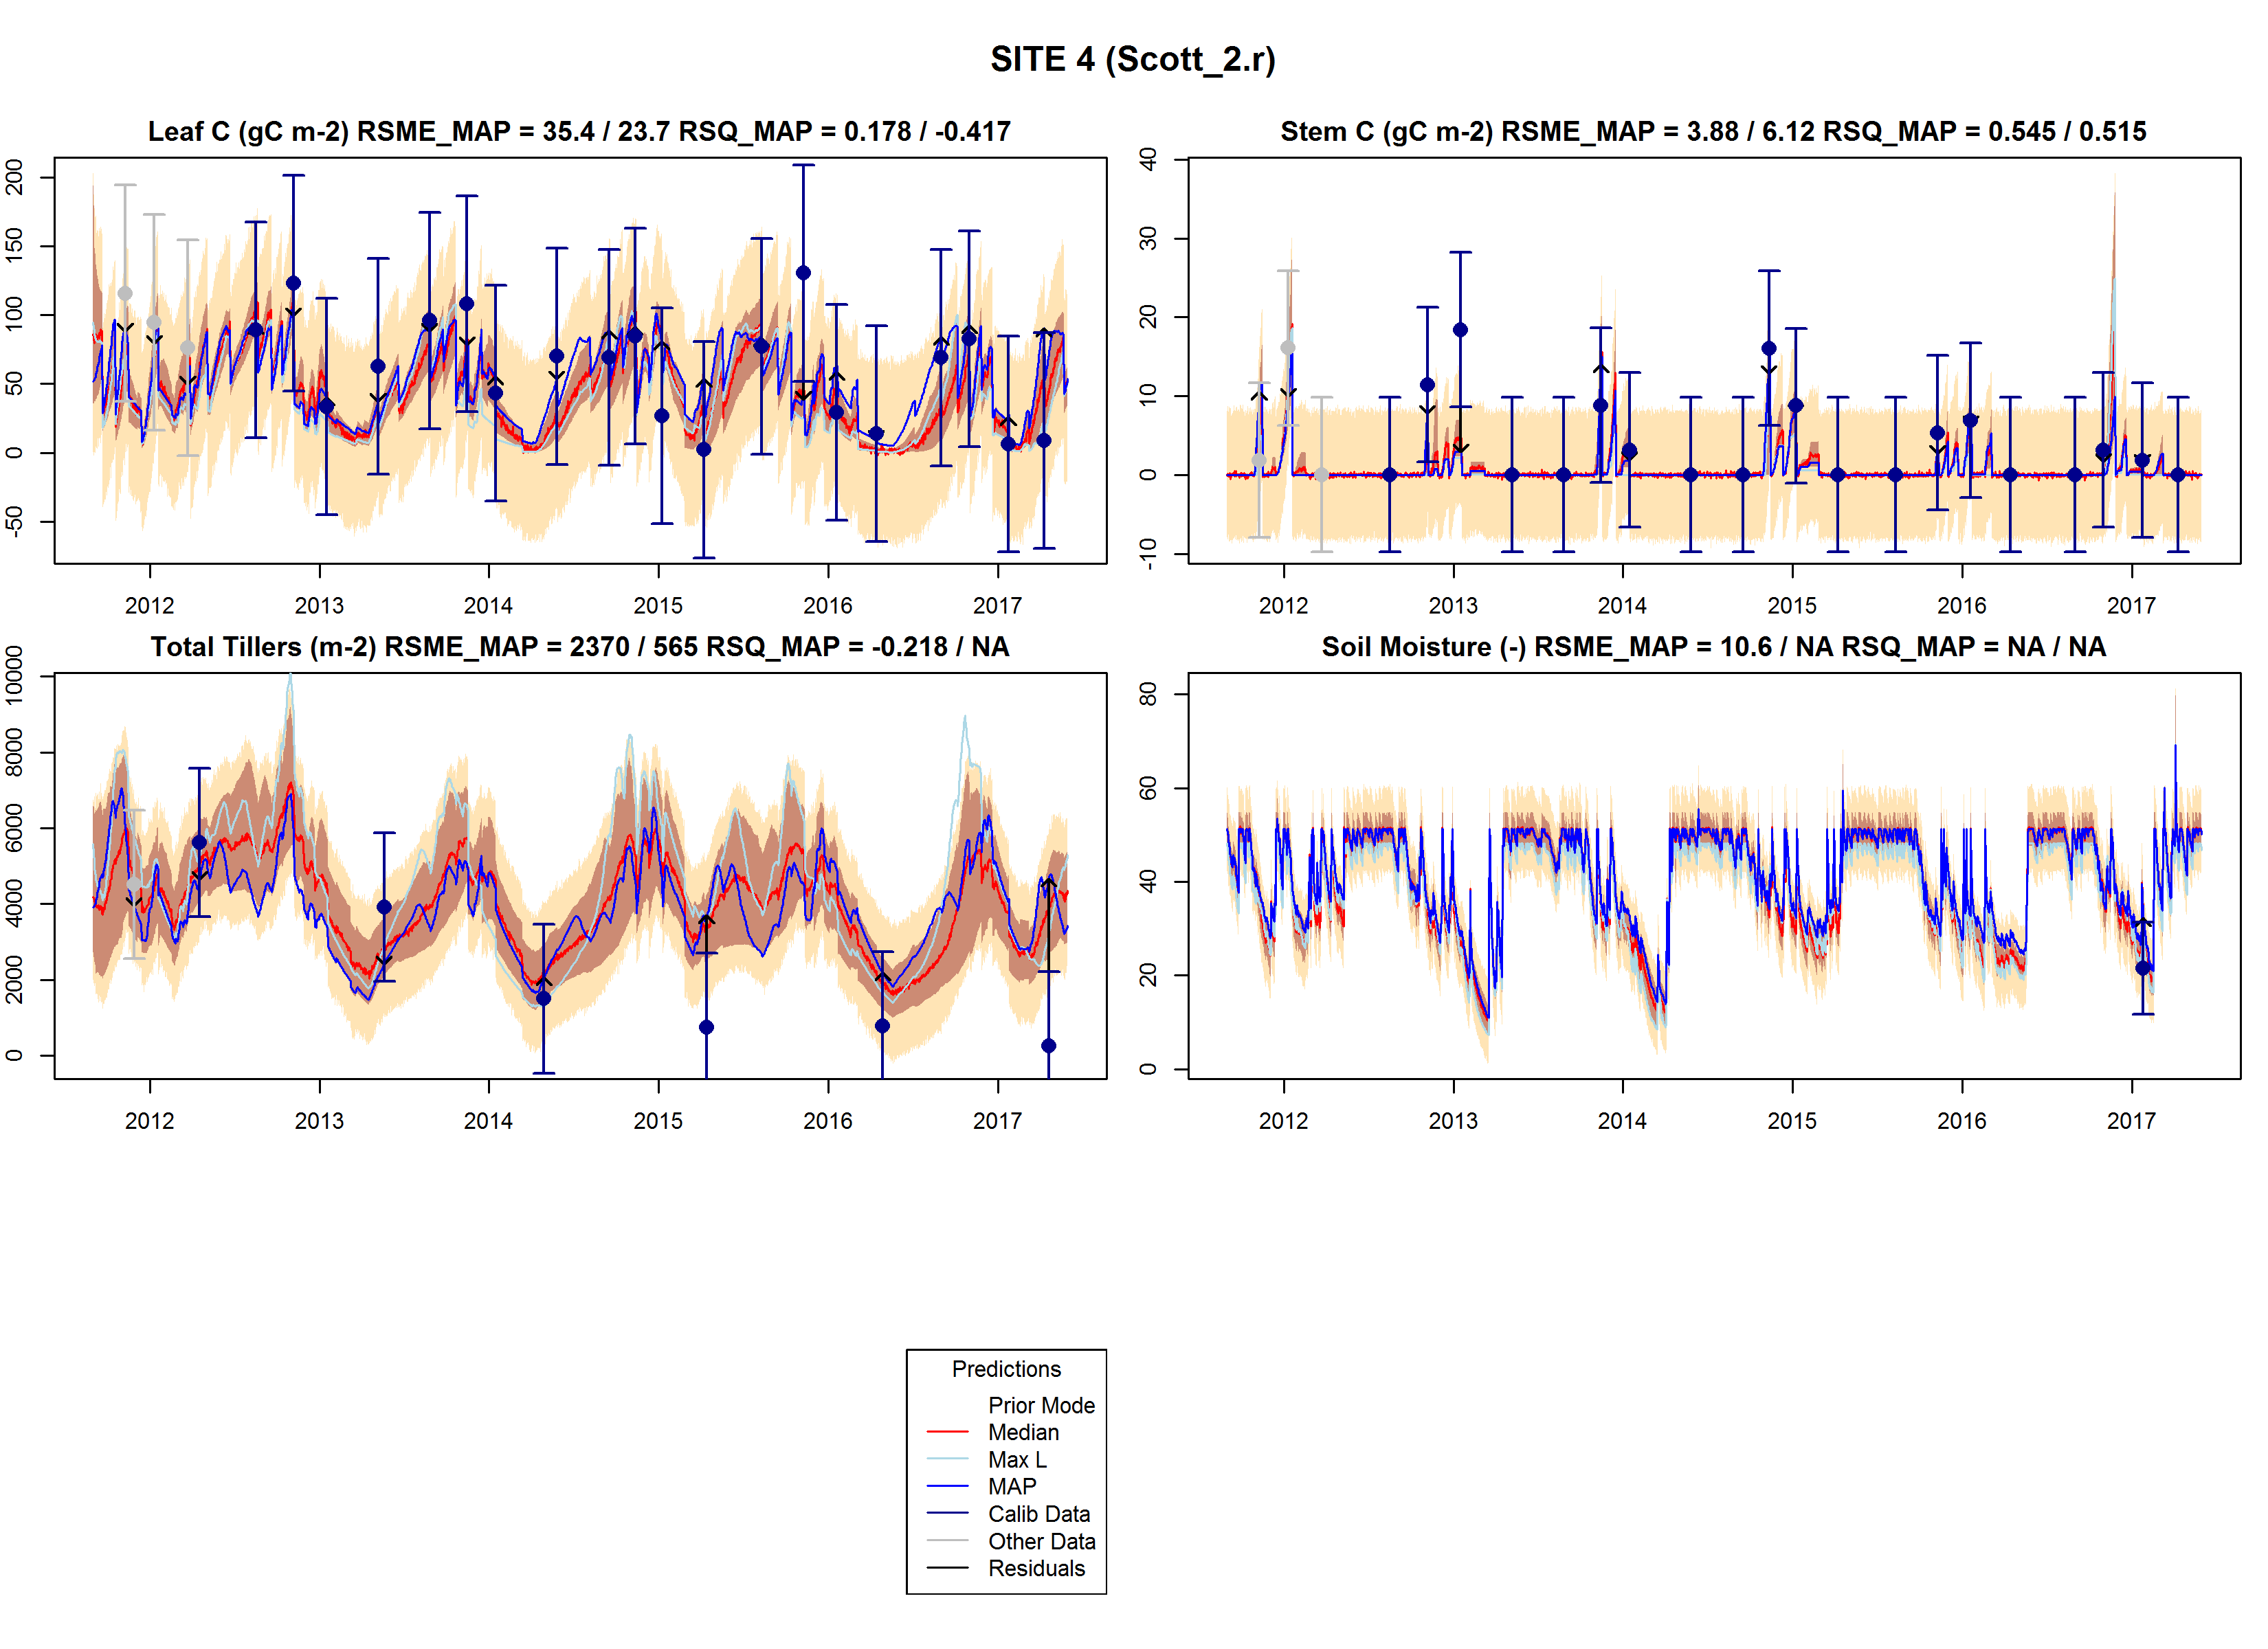 SITE 4 (Scott_2.r)
Leaf C (gC m-2) RSME_MAP = 35.4 / 23.7 RSQ_MAP = 0.178 / -0.417
200
150
100
50
0
-50
2012 2013 2014 2015 2016 2017
Stem C (gC m-2) RSME_MAP = 3.88 / 6.12 RSQ_MAP = 0.545 / 0.515
40
30
20
10
0
-10
2012 2013 2014 2015 2016 2017
Total Tillers (m-2) RSME_MAP = 2370 / 565 RSQ_MAP = -0.218 / NA
10000
8000
6000
4000
2000
0
2012 2013 2014 2015 2016 2017
Soil Moisture (-) RSME_MAP = 10.6 / NA RSQ_MAP = NA / NA
80
60
40
20
0
2012 2013 2014 2015 2016 2017
Predictions
Prior Mode
Median
Max L
MAP
Calib Data
Other Data
Residuals